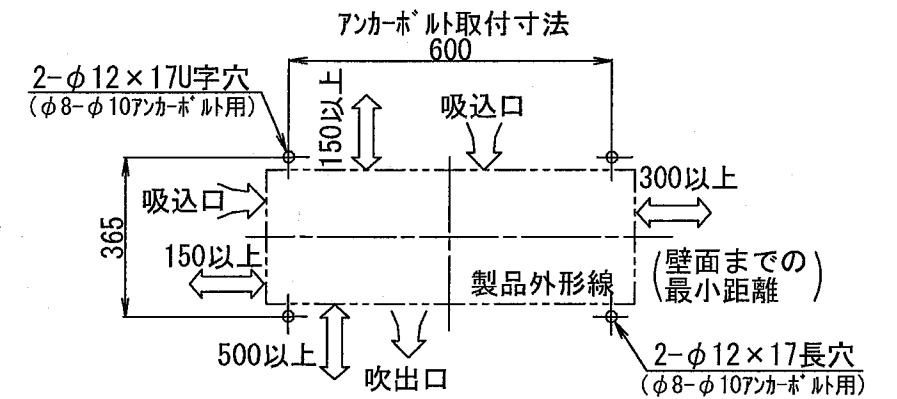 アンカーボルト取付寸法
600
2-φ12×17U字穴
(φ8-φ10アンカーボルト用)
150以上
吸込口
300以上
吸込口
365
150以上
(壁面までの
最小距離)
製品外形線
500以上
吹出口
2-φ12×17長穴
(φ8-φ10アンカーボルト用)